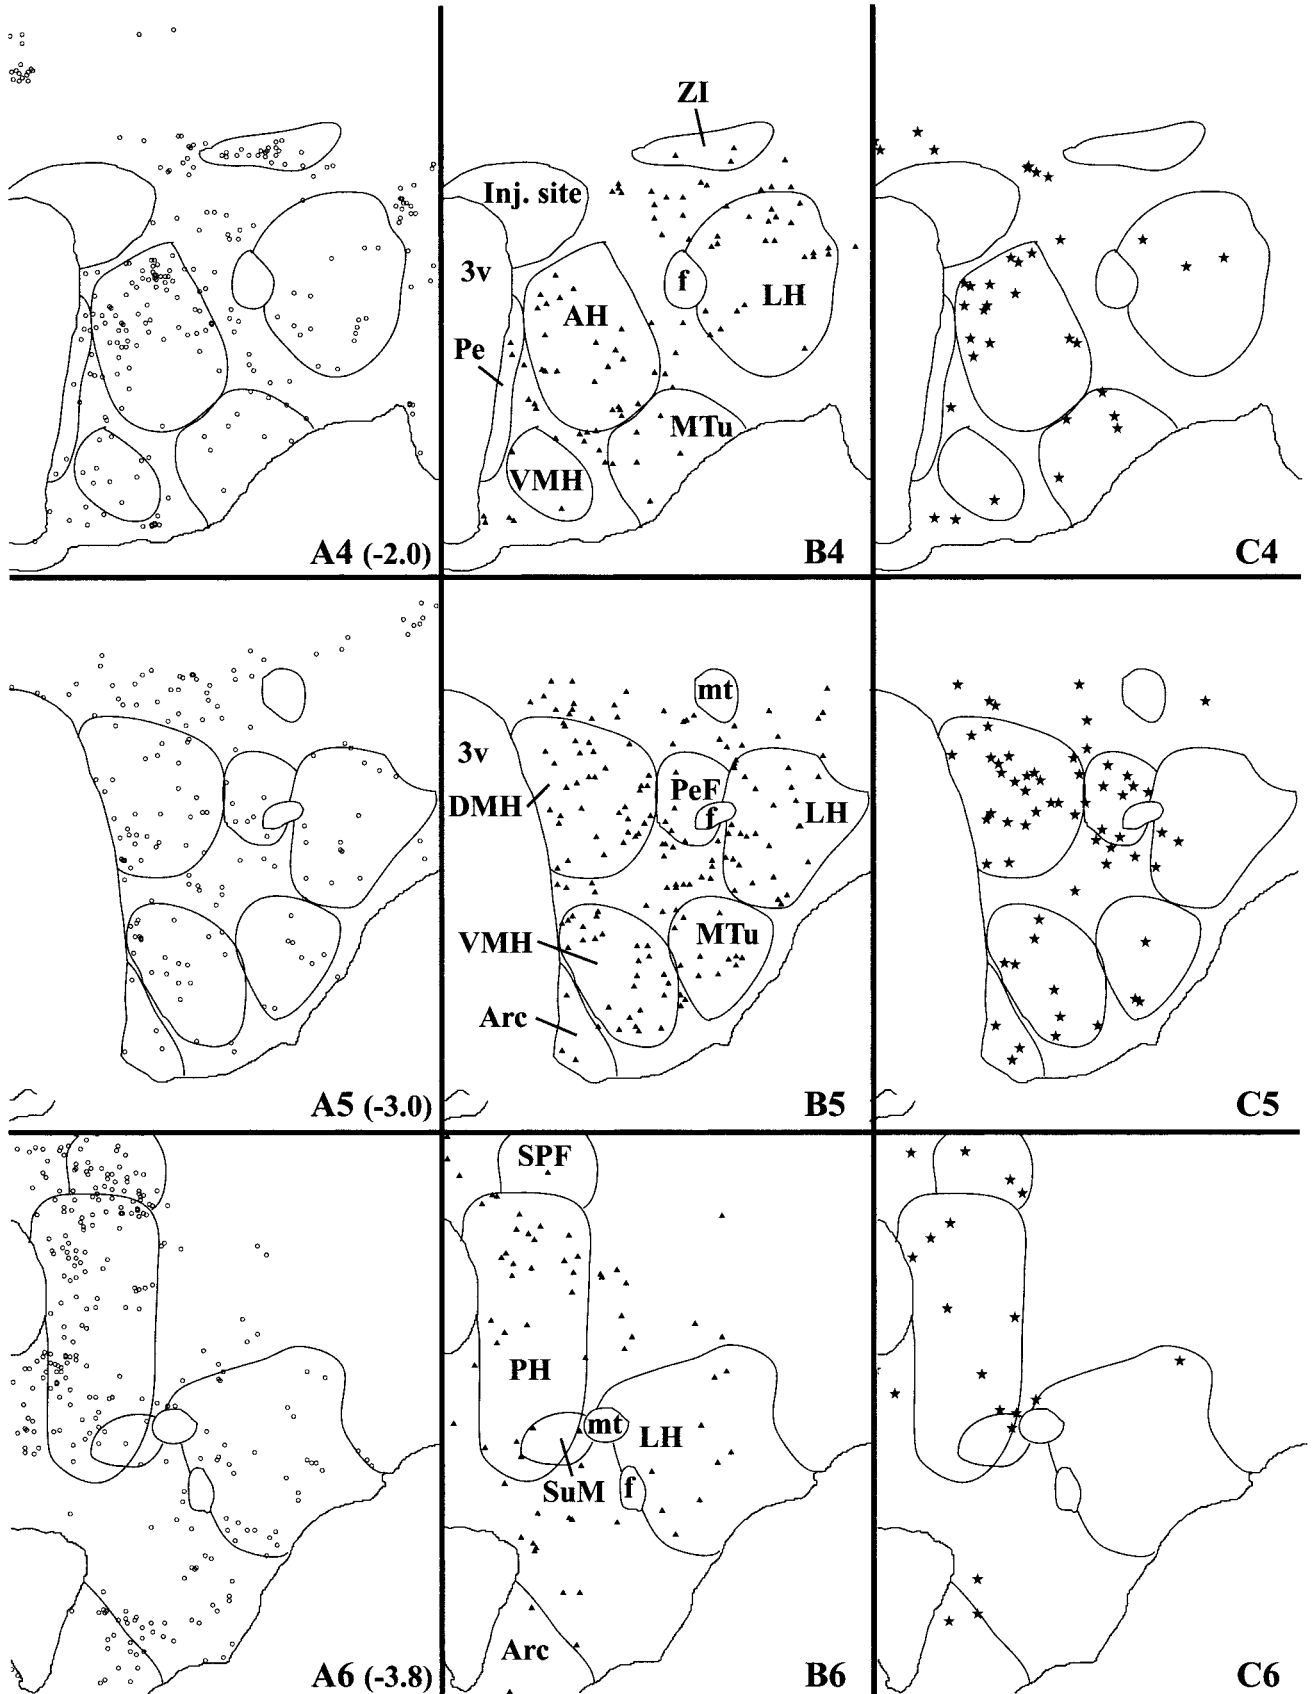 ZI
Inj. site
3v
f
LH
AH
Pe
MTu
VMH
A4 (-2.0)
B4
C4
mt
3v
PeF
DMH
f
LH
VMH
MTu
Arc
A5 (-3.0)
B5
C5
SPF
PH
mt
LH
SuM
f
Arc
A6 (-3.8)
B6
C6